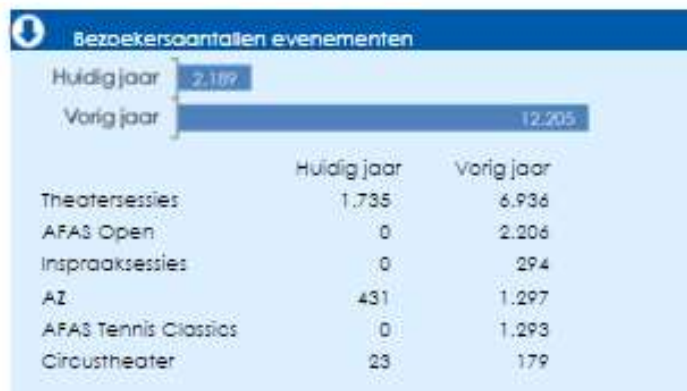 Bezoekersaantallen evenementen
Huidig jaar 2.189
Vorig jaar 12.205
Huidig jaar Vorig jaar
Theatersessies 1.735 6.936
AFAS Open 0 2.206
Inspraaksessies 0 294
AZ 431 1.297
AFAS Tennis Classics 0 1.293
Circustheater 23 179